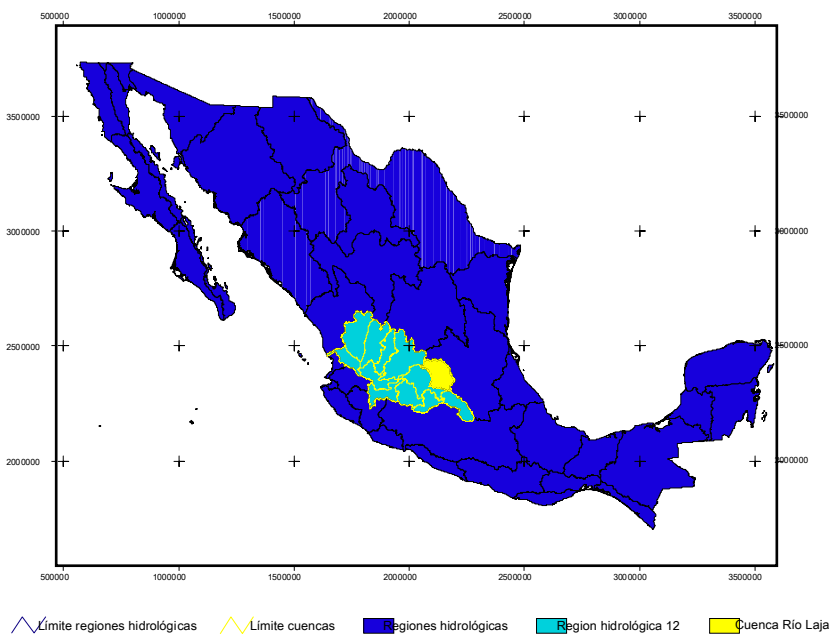 500000 1000000 1500000 2000000 2500000 3000000 3500000
3500000 3500000
3000000 3000000
2500000 2500000
2000000 2000000
500000 1000000 1500000 2000000 2500000 3000000 3500000
Límite regiones hidrológicas Límite cuencas Regiones hidrológicas Region hidrológica 12 Cuenca Río Laja